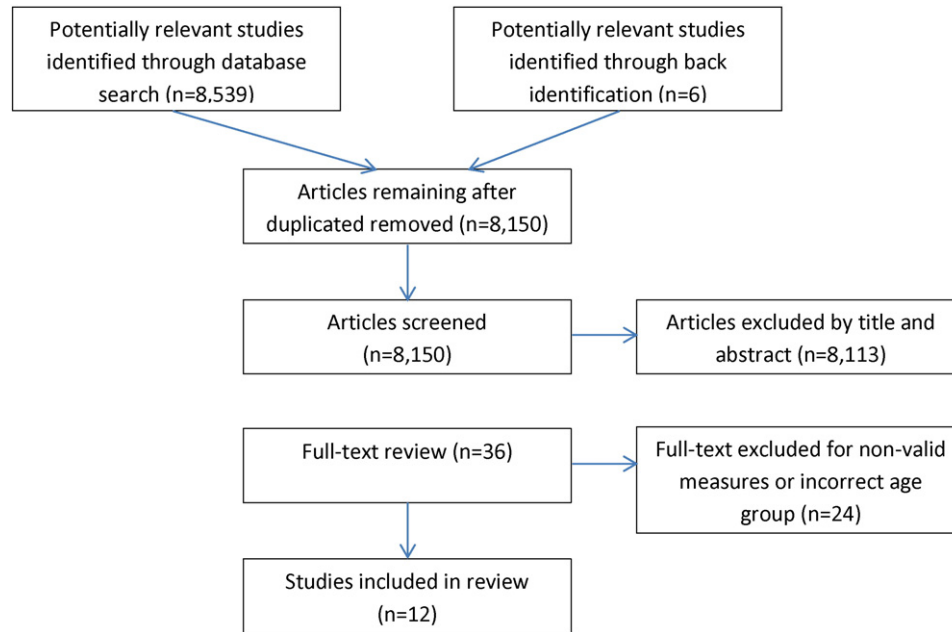 Potentially relevant studies
identified through database
search (n=8,539)
Potentially relevant studies
identified through back
identification (n=6)
Articles remaining after
duplicated removed (n=8,150)
Articles screened
(n=8,150)
Articles excluded by title and
abstract (n=8,113)
Full-text review (n=36)
Full-text excluded for non-valid
measures or incorrect age
group (n=24)
Studies included in review
(n=12)